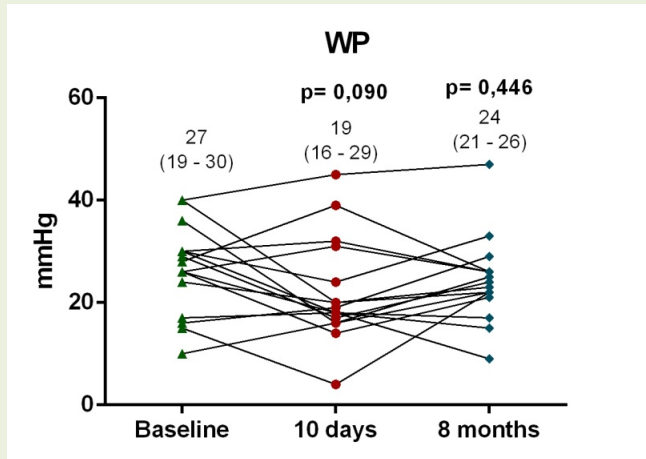 WP
p= 0,090
p= 0,446
60
27
(19 - 30)
19
(16 - 29)
24
(21 - 26)
40
mmHg
20
0
Baseline
10 days
8 months